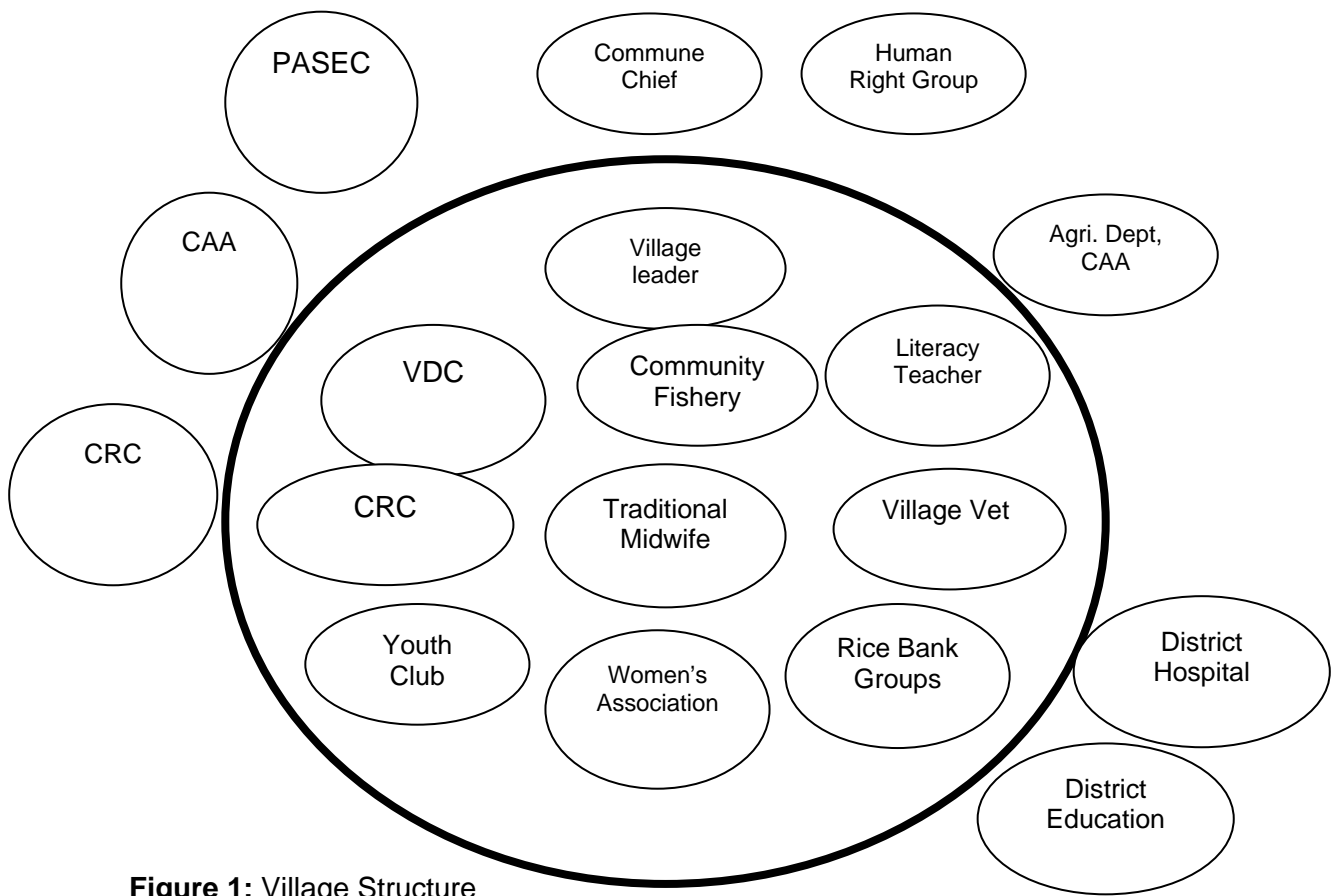 PASEC
Commune
Chief
Human
Right Group
CAA
Village
leader
Agri. Dept,
CAA
VDC
Community
Fishery
Literacy
Teacher
CRC
CRC
Traditional
Midwife
Village Vet
Youth
Club
Women’s
Association
Rice Bank
Groups
District
Hospital
District
Education
Figure 1: Village Structure